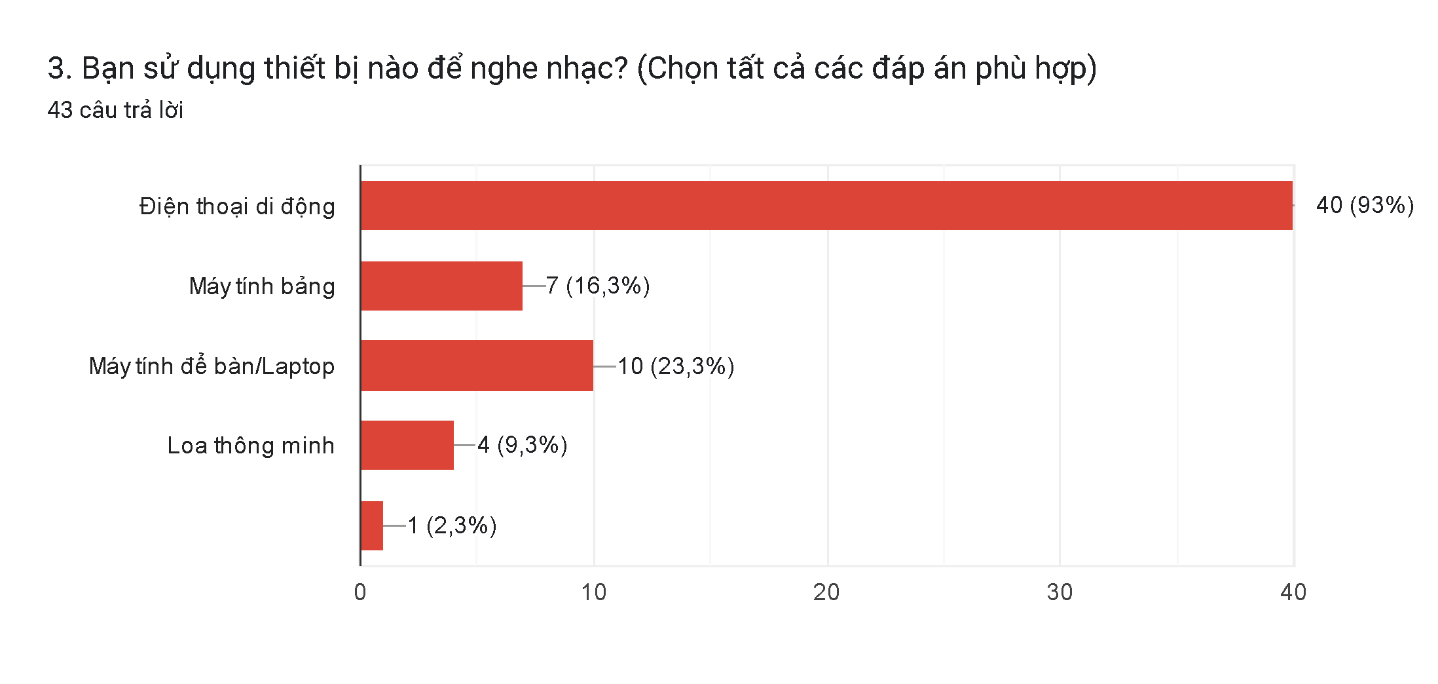 3. Bạn sử dụng thiết bị nào để nghe nhạc? (Chọn tất cả các đáp án phù hợp)
43 câu trả lời
Điện thoại di động 40 (93%)
Máy tính bảng 7 (16,3%)
Máy tính để bàn/Laptop 10 (23,3%)
Loa thông minh 4 (9,3%)
1 (2,3%)
0 10 20 30 40